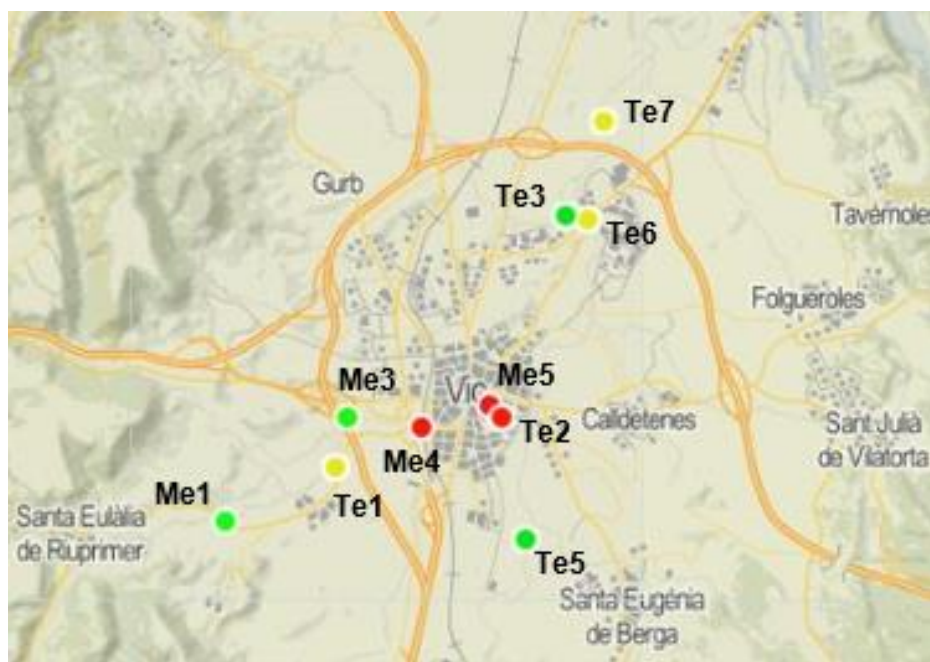 Te7
Gurb
Te3
Tavèrnoles
Te6
Folgueroles
Me3
Vic
Me5
Calldetenes
Te2
Sant Julià
de Vilatorta
Me4
Me1
Te1
Santa Eulàlia
de Riuprimer
Te5
Santa Eugènia
de Berga